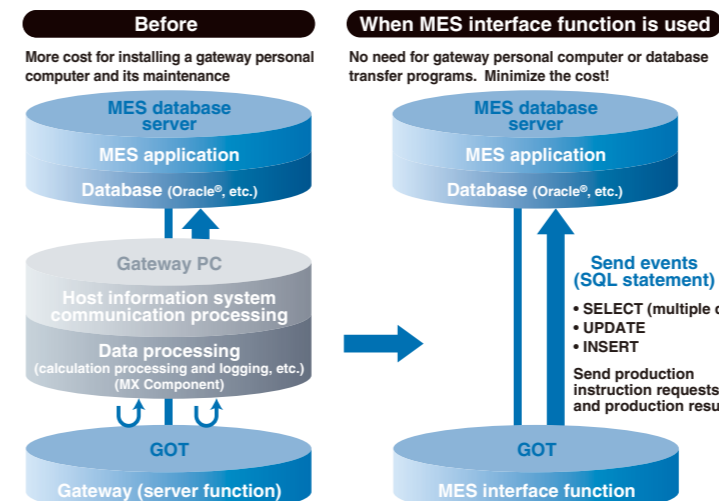 Before
More cost for installing a gateway personal
computer and its maintenance
MES database
server
MES application
Database (Oracle®, etc.)
Gateway PC
Host information system
communication processing
Data processing
(calculation processing and logging, etc.)
(MX Component)
GOT
Gateway (server function)
When MES interface function is used
No need for gateway personal computer or database
transfer programs. Minimize the cost!
MES database
server
MES application
Database (Oracle®, etc.)
Send events
(SQL statement)
• SELECT (multiple
• UPDATE
• INSERT
Send production
instruction requests
and production
GOT
MES interface function